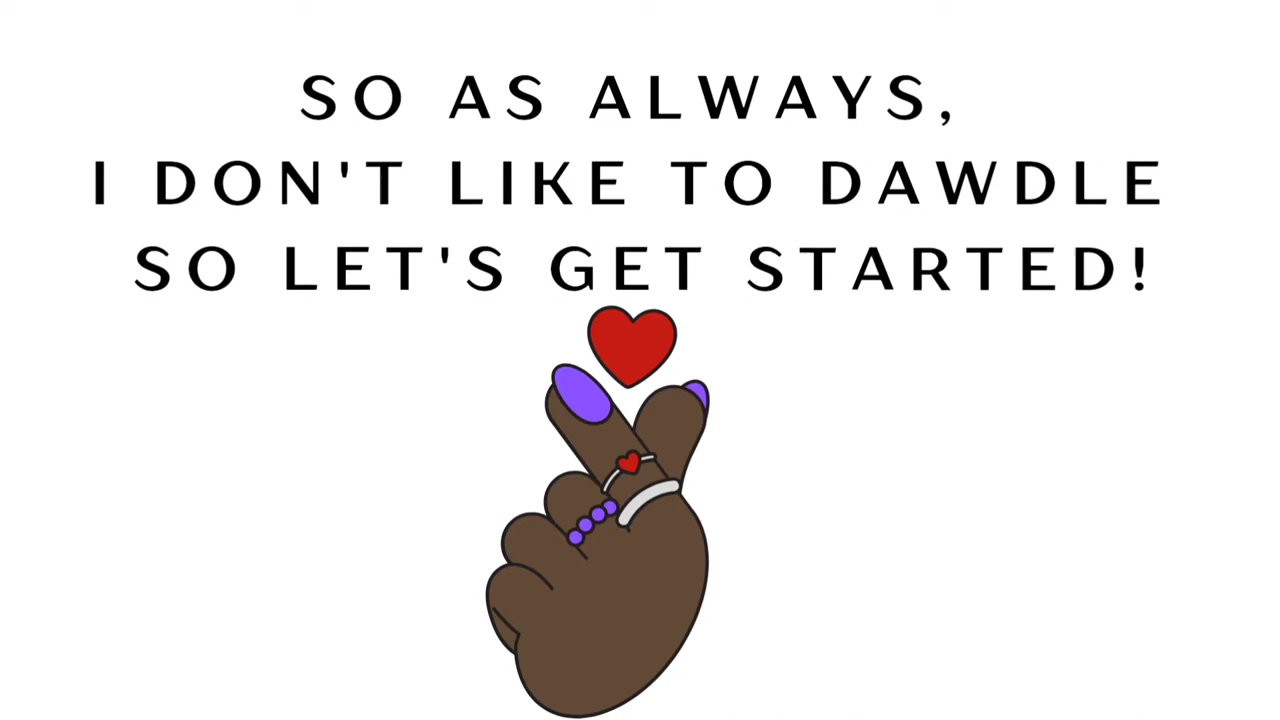 SO AS ALWAYS,
I DON'T LIKE TO DAWDLE
SO LET'S GET STARTED!